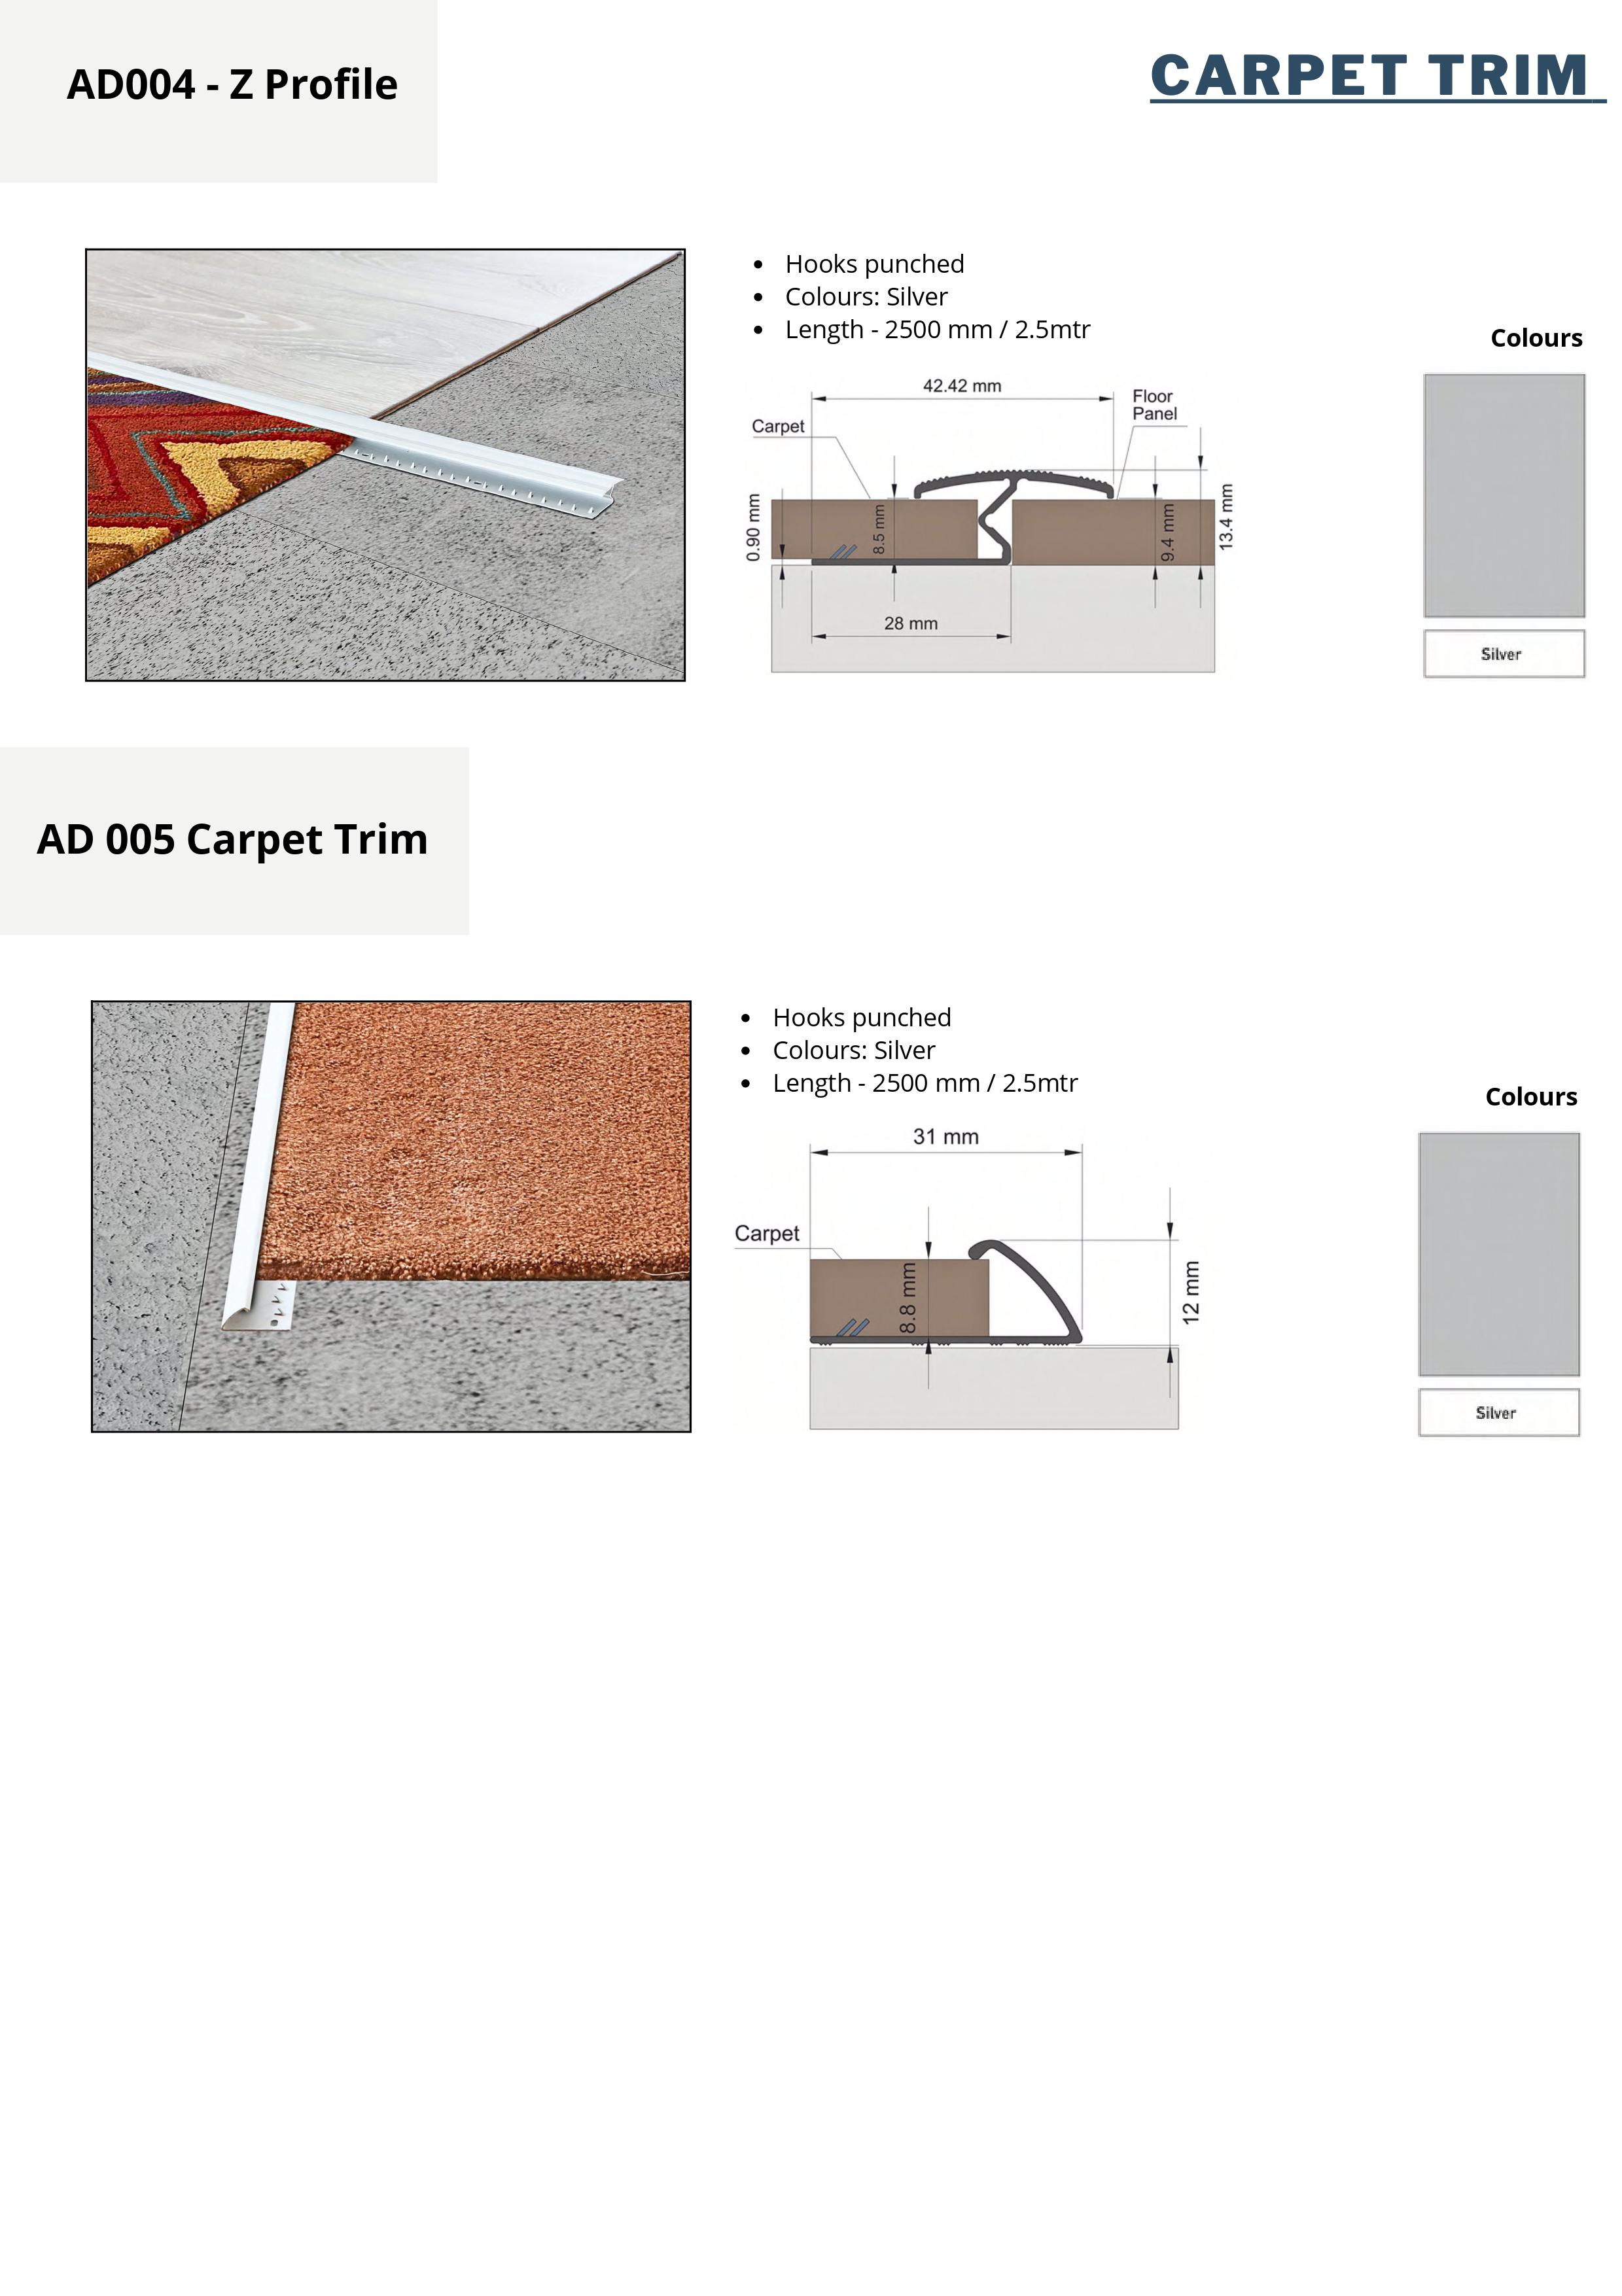 AD004 - Z Profile
CARPET TRIM
• Hooks punched
• Colours: Silver
• Length - 2500 mm / 2.5mtr
Colours
42.42 mm
Floor
Panel
Carpet
0.90 mm
8.5 mm
9.4 mm
13.4 mm
28 mm
Silver
AD 005 Carpet Trim
• Hooks punched
• Colours: Silver
• Length - 2500 mm / 2.5mtr
Colours
31 mm
Carpet
8.8 mm
12 mm
Silver